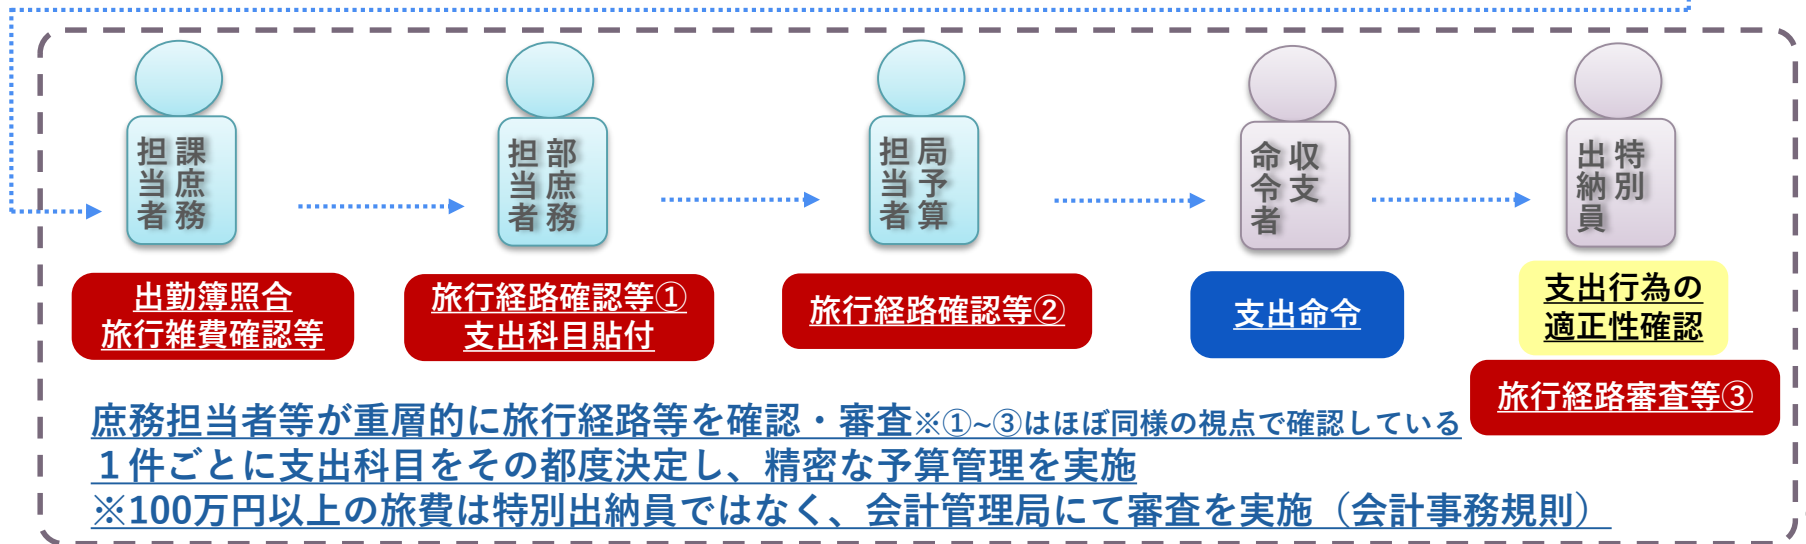 課庶務
担当者
部庶務
担当者
局予算
担当者
収支
命令者
特別
出納員
出勤簿照合
旅行雑費確認等
旅行経路確認等①
支出科目貼付
旅行経路確認等②
支出命令
支出行為の
適正性確認
旅行経路審査等③
庶務担当者等が重層的に旅行経路等を確認・審査※①~③はほぼ同様の視点で確認している
１件ごとに支出科目をその都度決定し、精密な予算管理を実施
※100万円以上の旅費は特別出納員ではなく、会計管理局にて審査を実施（会計事務規則）